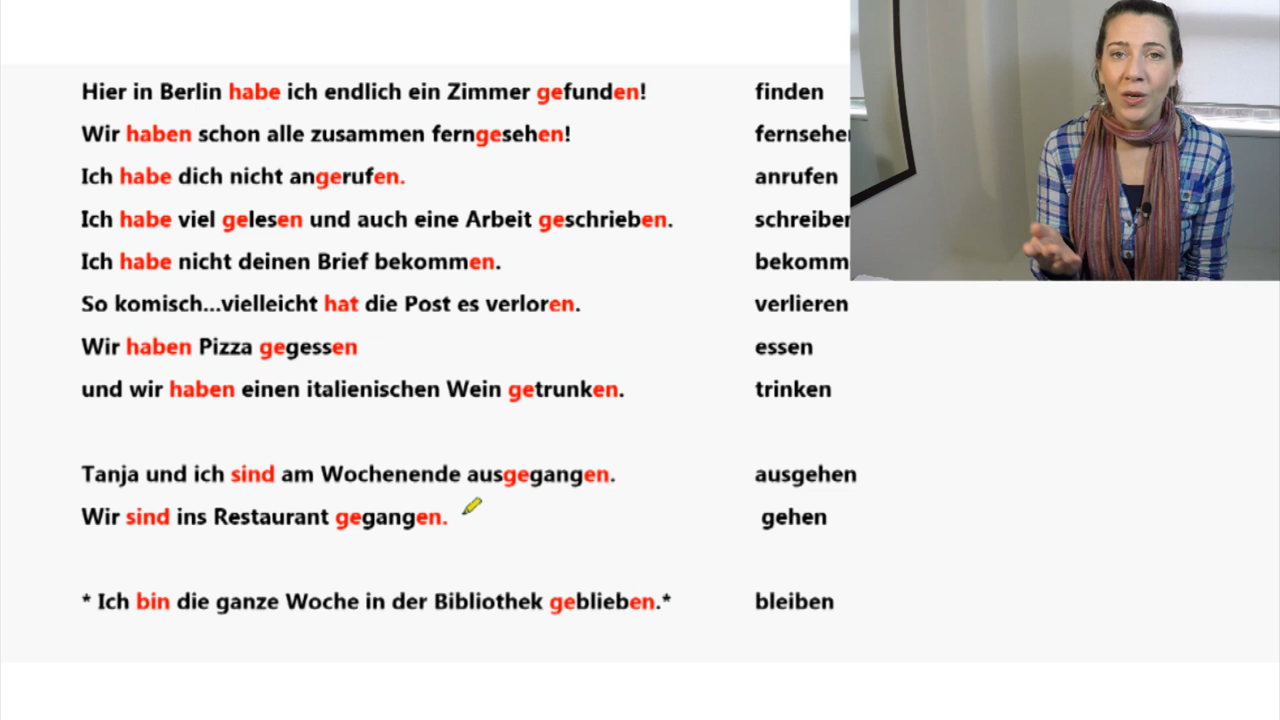 Hier in Berlin habe ich endlich ein Zimmer gefunden! finden
Wir haben schon alle zusammen ferngesehen! fernsehe
Ich habe dich nicht angerufen. anrufen
Ich habe viel gelesen und auch eine Arbeit geschrieben. schreiber
Ich habe nicht deinen Brief bekommen. bekomm
So komisch...vielleicht hat die Post es verloren. verlieren
Wir haben Pizza gegessen essen
und wir haben einen italienischen Wein getrunken. trinken
Tanja und ich sind am Wochenende ausgegangen. ausgehen
Wir sind ins Restaurant gegangen. gehen
* Ich bin die ganze Woche in der Bibliothek geblieben.* bleiben